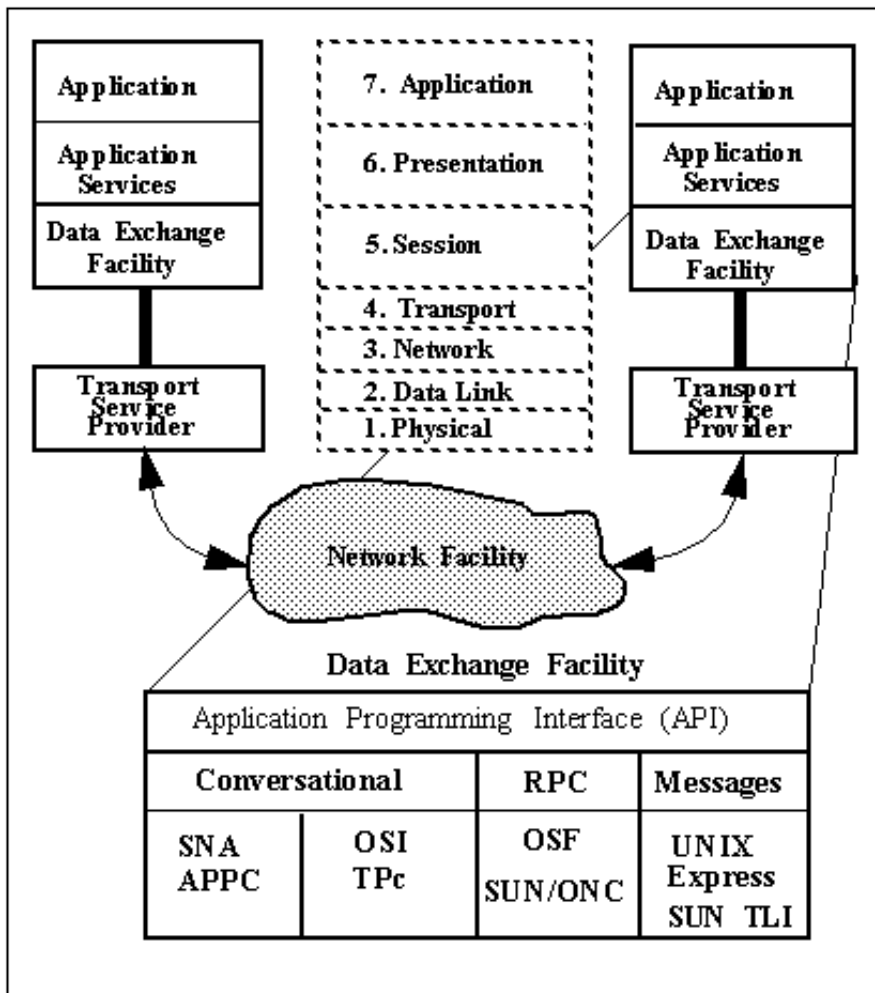 Application
Application
Services
Data Exchange
Facility
Transport
Service
Provider
7. Application
6. Presentation
5. Session
4. Transport
3. Network
2. Data Link
1. Physical
Application
Application
Services
Data Exchange
Facility
Transport
Service
Provider
Network Facility
Data Exchange Facility
Application Programming Interface (API)
Conversational
RPC
Messages
SNA
APPC
OSI
TPc
OSF
SUN/ONC
UNIX
Express
SUN TLI